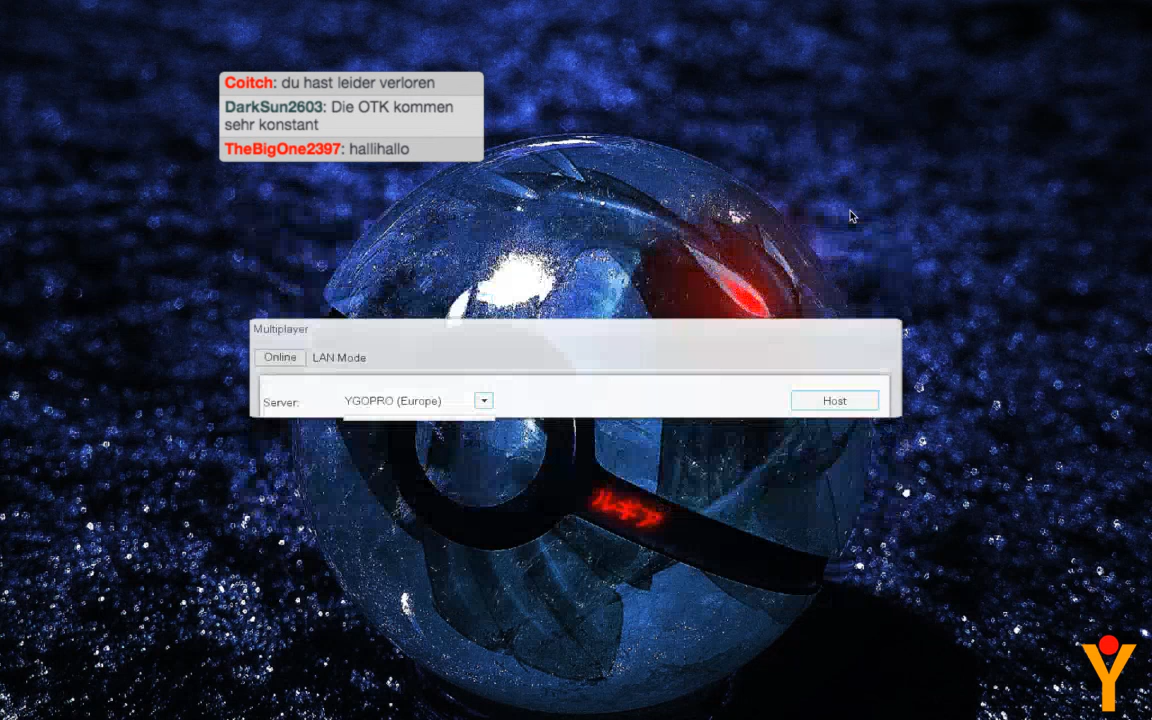 Coitch: du hast leider verloren
DarkSun2603: Die OTK kommen
sehr konstant
TheBigOne2397: hallihallo
Multiplayer
Online LAN Mode
Server: YGOPRO (Europe) Host
Y